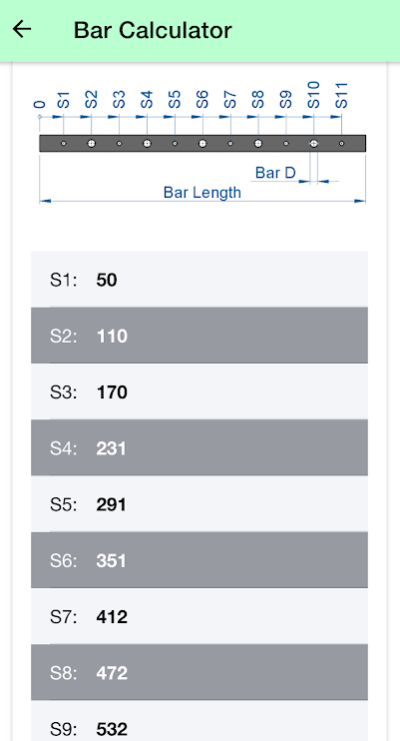 Bar Calculator
0 S1 S2 S3 S4 S5 S6 S7 S8 S9 S10 S11
Bar D
Bar Length
S1: 50
S2: 110
S3: 170
S4: 231
S5: 291
S6: 351
S7: 412
S8: 472
S9: 532